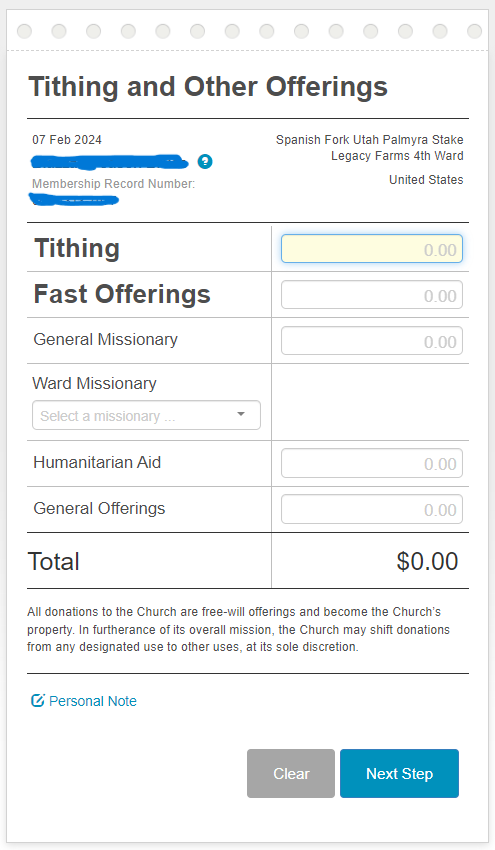 Tithing and Other Offerings
07 Feb 2024
Spanish Fork Utah Palmyra Stake
Legacy Farms 4th Ward
?
Membership Record Number:
United States
Tithing
0.00
Fast Offerings
0.00
General Missionary
0.00
Ward Missionary
Select a missionary ...
Humanitarian Aid
0.00
General Offerings
0.00
Total
$0.00
All donations to the Church are free-will offerings and become the Church's
property. In furtherance of its overall mission, the Church may shift donations
from any designated use to other uses, at its sole discretion.
Personal Note
Clear
Next Step